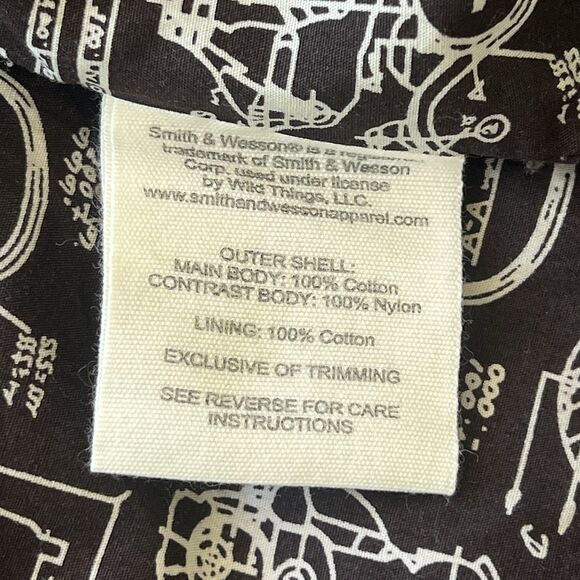 Smith & Wesson® is a
trademark of Smith & Wesson
Corp. used under license
by Wild Things, LLC.
www.smithandwessonapparel.com
OUTER SHELL:
MAIN BODY: 100% Cotton
CONTRAST BODY: 100% Nylon
LINING: 100% Cotton
EXCLUSIVE OF TRIMMING
SEE REVERSE FOR CARE
INSTRUCTIONS
A-A
.001
.000